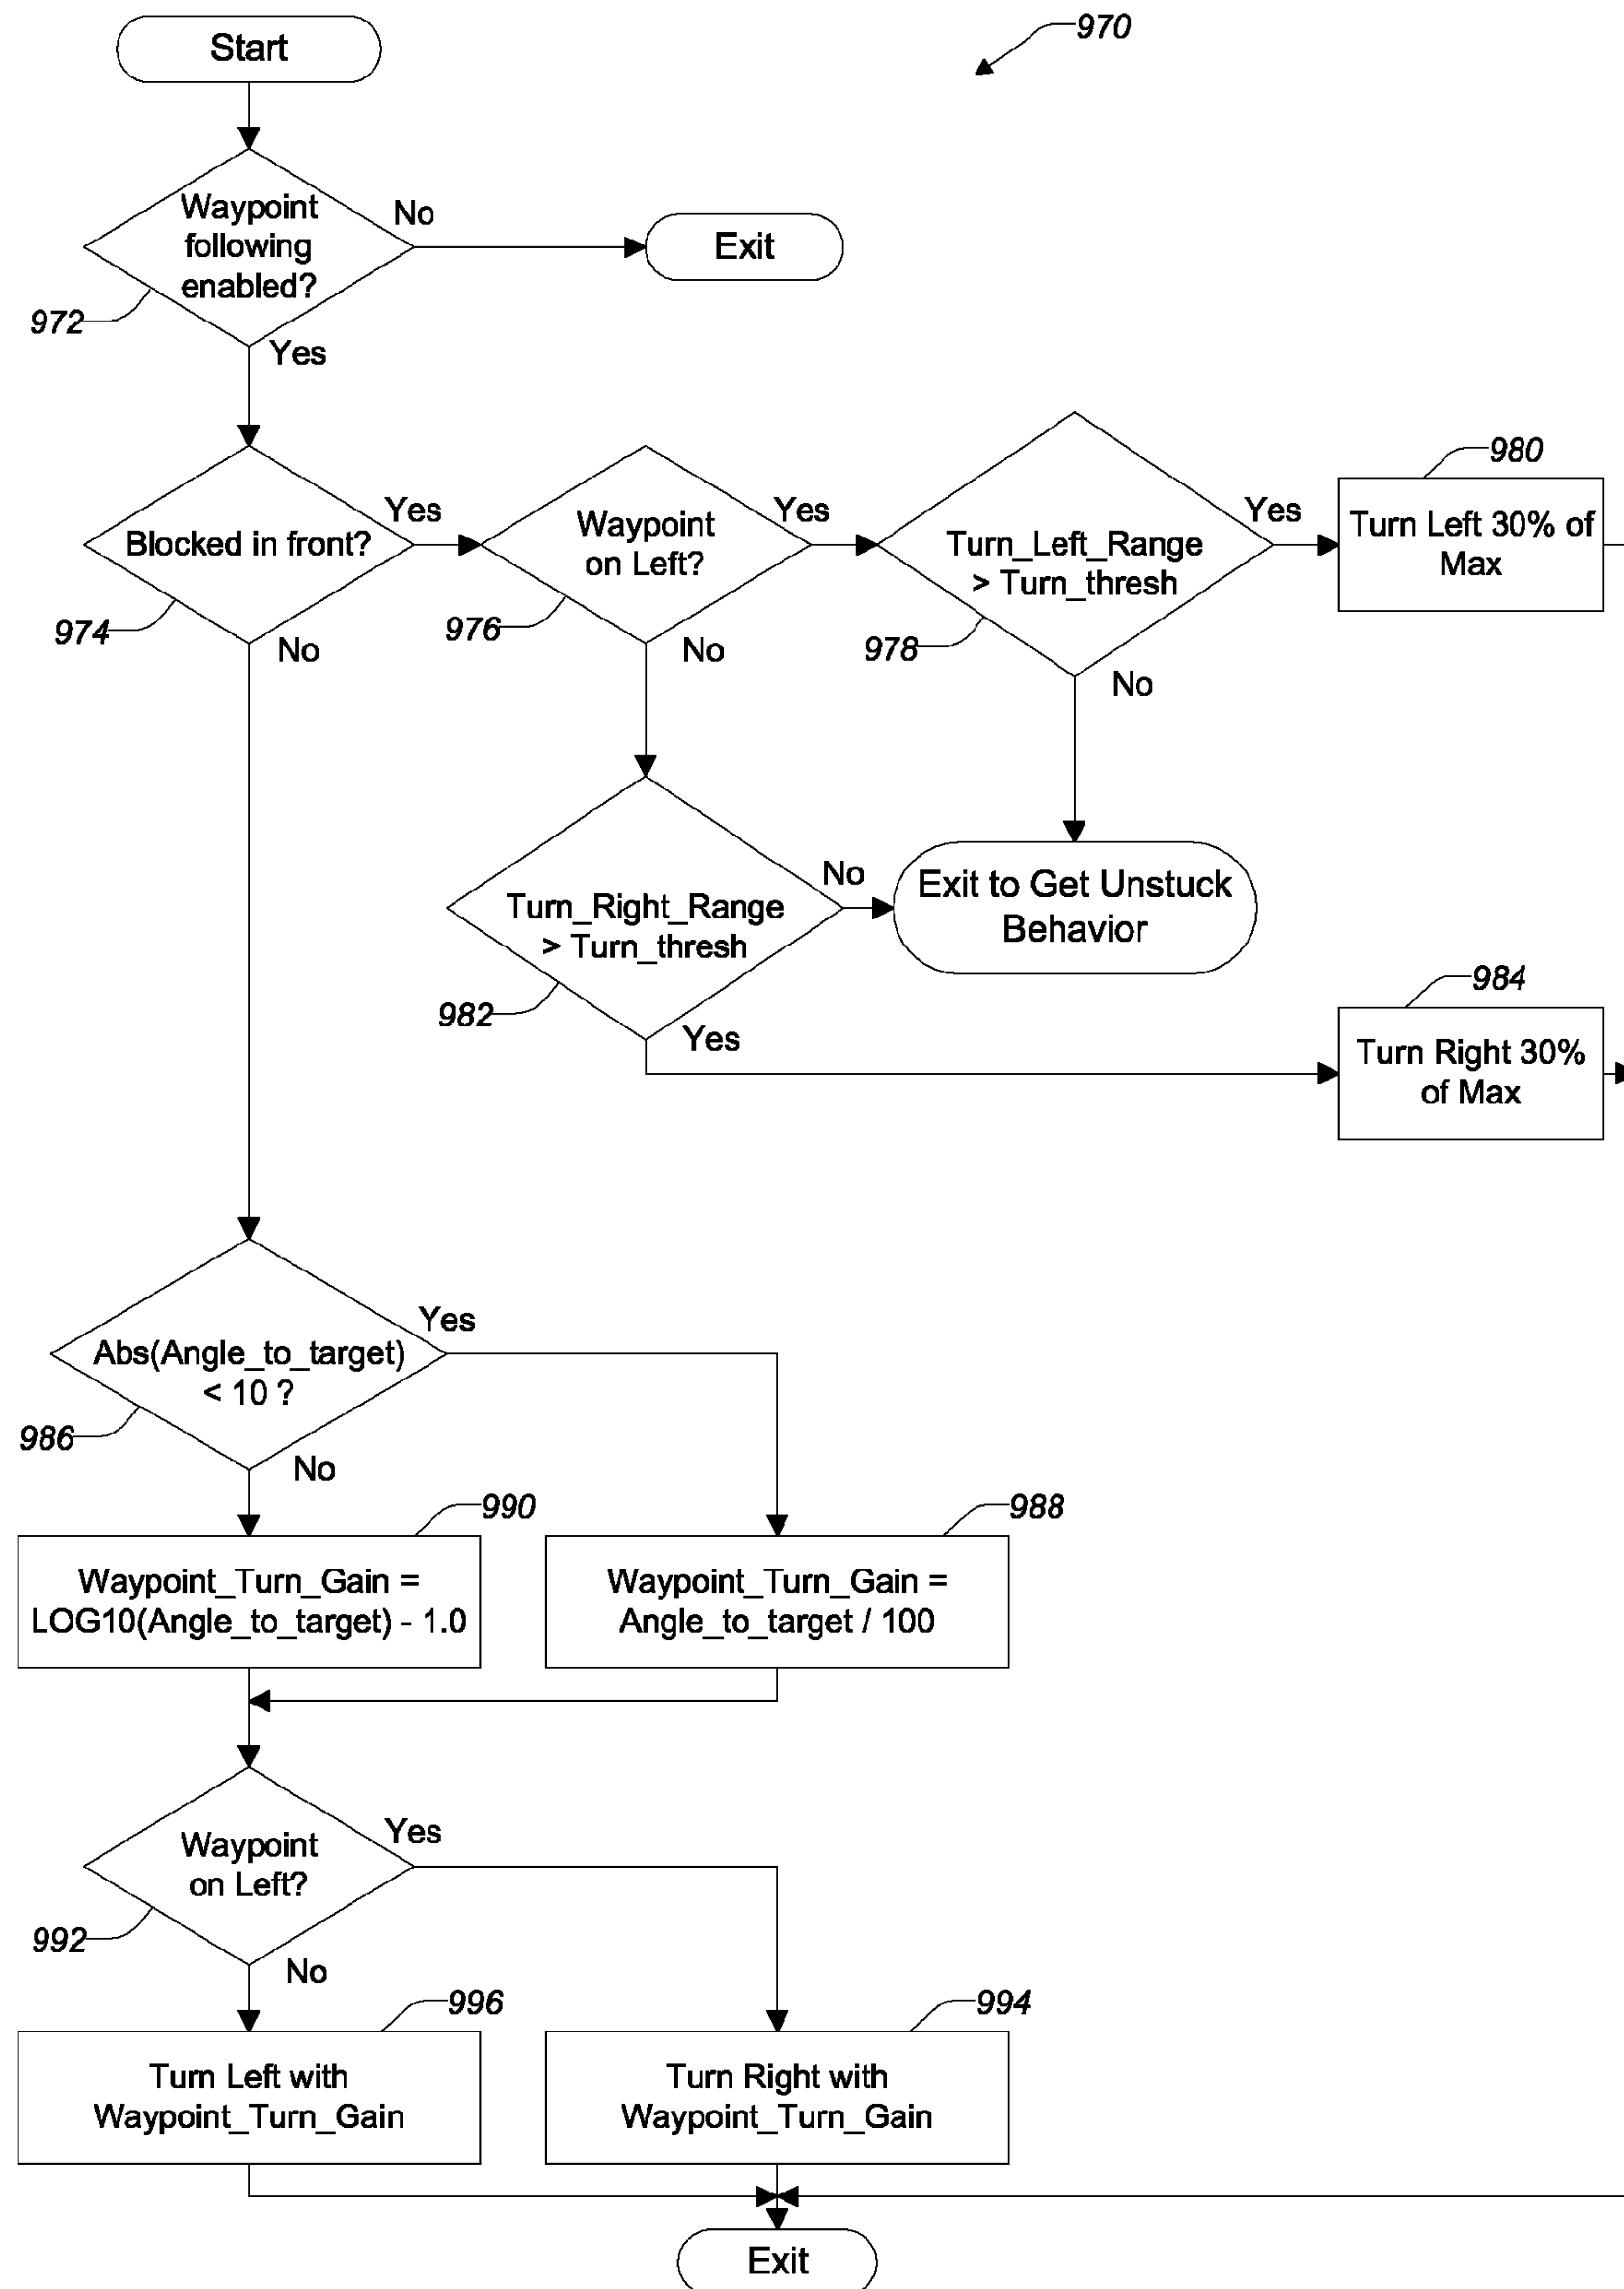 Start
970
Waypoint
following
enabled?
No
Exit
972
Yes
Blocked in front?
Yes
974
No
Waypoint
on Left?
Yes
976
No
Turn_Left_Range
> Turn_thresh
Yes
978
No
980
Turn Left 30% of
Max
Turn_Right_Range
> Turn_thresh
No
982
Yes
Exit to Get Unstuck
Behavior
984
Turn Right 30%
of Max
Abs(Angle_to_target)
< 10 ?
Yes
986
No
990
Waypoint_Turn_Gain =
LOG10(Angle_to_target) - 1.0
988
Waypoint_Turn_Gain =
Angle_to_target / 100
Waypoint
on Left?
Yes
992
No
996
Turn Left with
Waypoint_Turn_Gain
994
Turn Right with
Waypoint_Turn_Gain
Exit